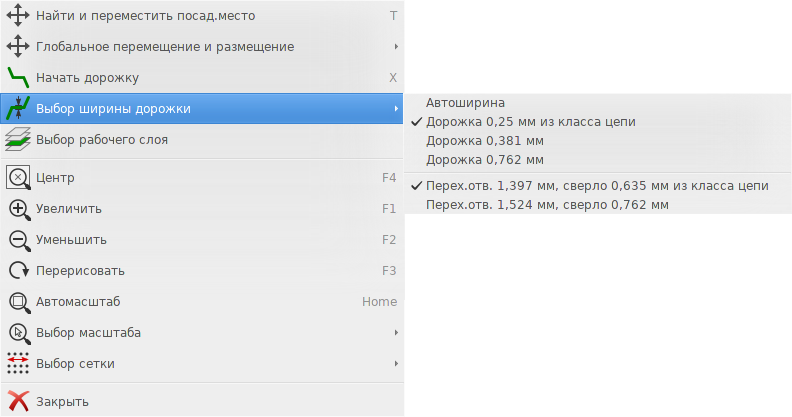 Найти и переместить посад.место T
Глобальное перемещение и размещение
Начать дорожку X
Выбор ширины дорожки
Выбор рабочего слоя
Центр F4
Увеличить F1
Уменьшить F2
Перерисовать F3
Автомасштаб Home
Выбор масштаба
Выбор сетки
Закрыть
Автоширина
Дорожка 0,25 мм из класса цепи
Дорожка 0,381 мм
Дорожка 0,762 мм
Перех.отв. 1,397 мм, сверло 0,635 мм из класса цепи
Перех.отв. 1,524 мм, сверло 0,762 мм